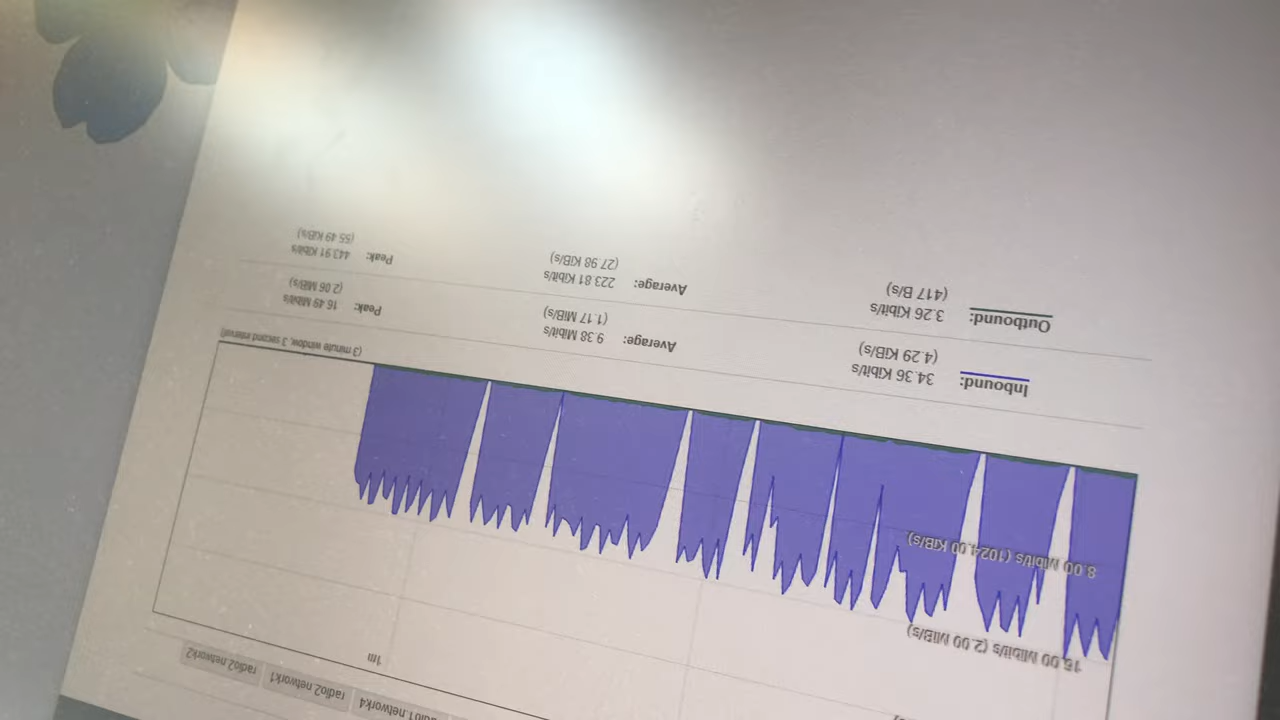 radio2.network1 radio2.network2
1m
16.00 Mibit/s (2.00 MiB/s)
8.00 Mibit/s (1024.00 KiB/s)
(3 minute window, 3 second interval)
Inbound: 34.36 Kibit/s Average: 9.38 Mibit/s Peak: 16.49 Mibit/s
(4.29 KiB/s) (1.17 MiB/s) (2.06 MiB/s)
Outbound: 3.26 Kibit/s Average: 223.81 Kibit/s Peak: 443.91 Kibit/s
(417 B/s) (27.98 KiB/s) (55.49 KiB/s)